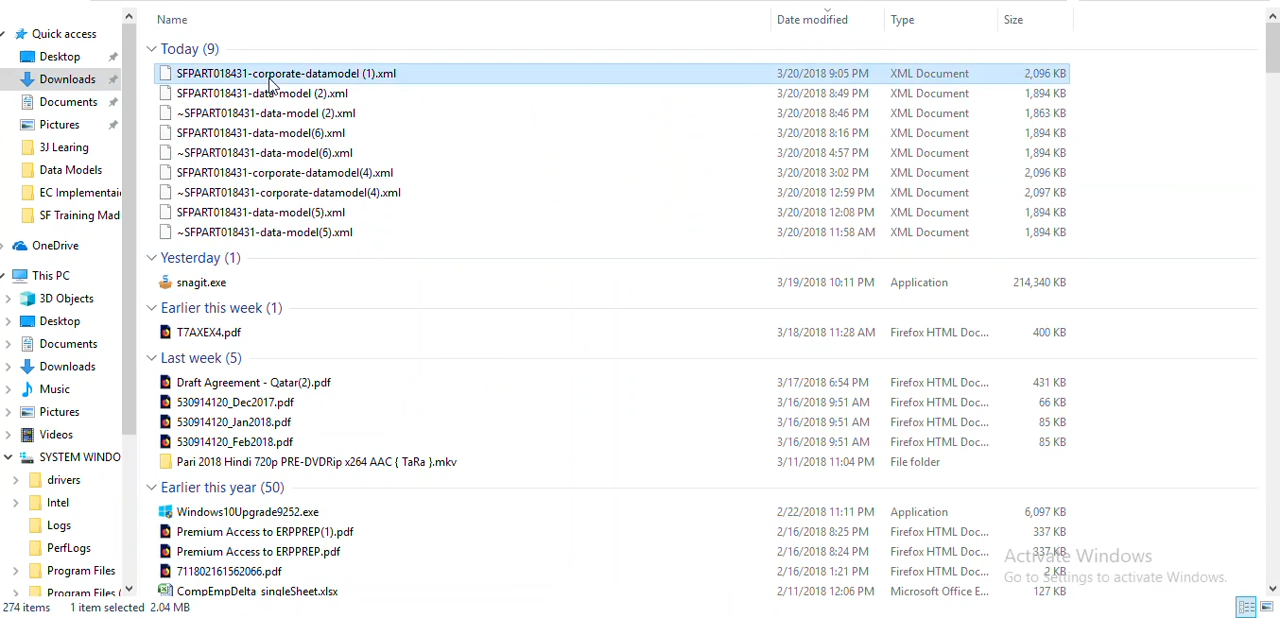 Name Date modified Type Size
Quick access
Desktop
Downloads
Documents
Pictures
3J Learing
Data Models
EC Implementai
SF Training Mad
OneDrive
This PC
3D Objects
Desktop
Documents
Downloads
Music
Pictures
Videos
SYSTEM WINDO
drivers
Intel
Logs
PerfLogs
Program Files
Program Files (
Today (9)
SFPART018431-corporate-datamodel (1).xml 3/20/2018 9:05 PM XML Document 2,096 KB
SFPART018431-data-model (2).xml 3/20/2018 8:49 PM XML Document 1,894 KB
~SFPART018431-data-model (2).xml 3/20/2018 8:46 PM XML Document 1,863 KB
SFPART018431-data-model(6).xml 3/20/2018 8:16 PM XML Document 1,894 KB
~SFPART018431-data-model(6).xml 3/20/2018 4:57 PM XML Document 1,894 KB
SFPART018431-corporate-datamodel(4).xml 3/20/2018 3:02 PM XML Document 2,096 KB
~SFPART018431-corporate-datamodel(4).xml 3/20/2018 12:59 PM XML Document 2,097 KB
SFPART018431-data-model(5).xml 3/20/2018 12:08 PM XML Document 1,894 KB
~SFPART018431-data-model(5).xml 3/20/2018 11:58 AM XML Document 1,894 KB
Yesterday (1)
snagit.exe 3/19/2018 10:11 PM Application 214,340 KB
Earlier this week (1)
T7AXEX4.pdf 3/18/2018 11:28 AM Firefox HTML Doc... 400 KB
Last week (5)
Draft Agreement - Qatar(2).pdf 3/17/2018 6:54 PM Firefox HTML Doc... 431 KB
530914120_Dec2017.pdf 3/16/2018 9:51 AM Firefox HTML Doc... 66 KB
530914120_Jan2018.pdf 3/16/2018 9:51 AM Firefox HTML Doc... 85 KB
530914120_Feb2018.pdf 3/16/2018 9:51 AM Firefox HTML Doc... 85 KB
Pari 2018 Hindi 720p PRE-DVDRip x264 AAC { TaRa }.mkv 3/11/2018 11:04 PM File folder
Earlier this year (50)
Windows10Upgrade9252.exe 2/22/2018 11:11 PM Application 6,097 KB
Premium Access to ERPPREP(1).pdf 2/16/2018 8:25 PM Firefox HTML Doc... 337 KB
Premium Access to ERPPREP.pdf 2/16/2018 8:24 PM Firefox HTML Doc... 337 KB
711802161562066.pdf 2/16/2018 1:21 PM Firefox HTML Doc... 2 KB
CompEmpDelta_singleSheet.xlsx 2/11/2018 12:06 PM Microsoft Office E... 127 KB
Activate Windows
Go to Settings to activate Windows.
274 items 1 item selected 2.04 MB